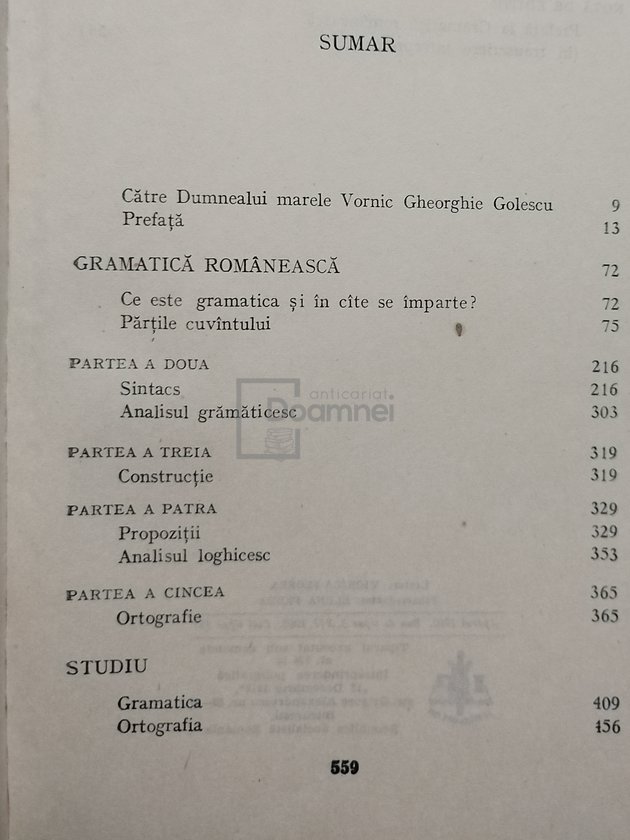 SUMAR
Către Dumnealui marele Vornic Gheorghie Golescu 9
Prefață 13
GRAMATICĂ ROMÂNEASCĂ 72
Ce este gramatica și în cîte se împarte? 72
Părțile cuvîntului 75
PARTEA A DOUA 216
Sintacs 216
anticariat
Doamnei
Analisul grămăticesc 303
PARTEA A TREIA 319
Construcție 319
PARTEA A PATRA 329
Propoziții 329
Analisul loghicesc 353
PARTEA A CINCEA 365
Ortografie 365
STUDIU
Gramatica 409
Ortografia 456
559